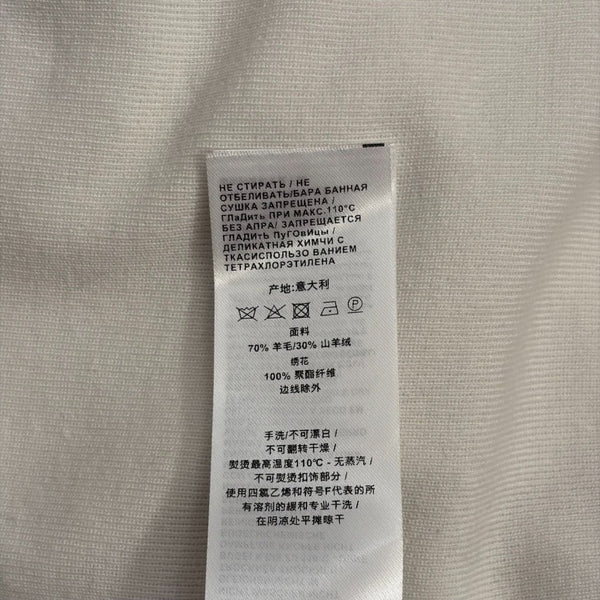 НЕ СТИРАТЬ / НЕ
ОТБЕЛИВАТЬ/БАРА БАННАЯ
СУШКА ЗАПРЕЩЕНА /
ГЛаДить ПРИ МАКС.110°C
БЕЗ АПРА/ ЗАПРЕЩАЕТСЯ
ГЛАДИТЬ ПуГОвИцы /
ДЕЛИКАТНАЯ ХИМЧИ С
ТКАСИСПОЛЬЗО ВАНИЕМ
ТЕТРАХЛОРЭТИЛЕНА
产地:意大利
P
面料
70% 羊毛/30% 山羊绒
绣花
100% 聚酯纤维
边线除外
手洗/不可漂白 /
不可翻转干燥 /
熨烫最高温度110℃ - 无蒸汽 /
不可熨烫扣饰部分 /
使用四氯乙烯和符号F代表的所
有溶剂的缓和专业干洗 /
在阴凉处平摊晾干